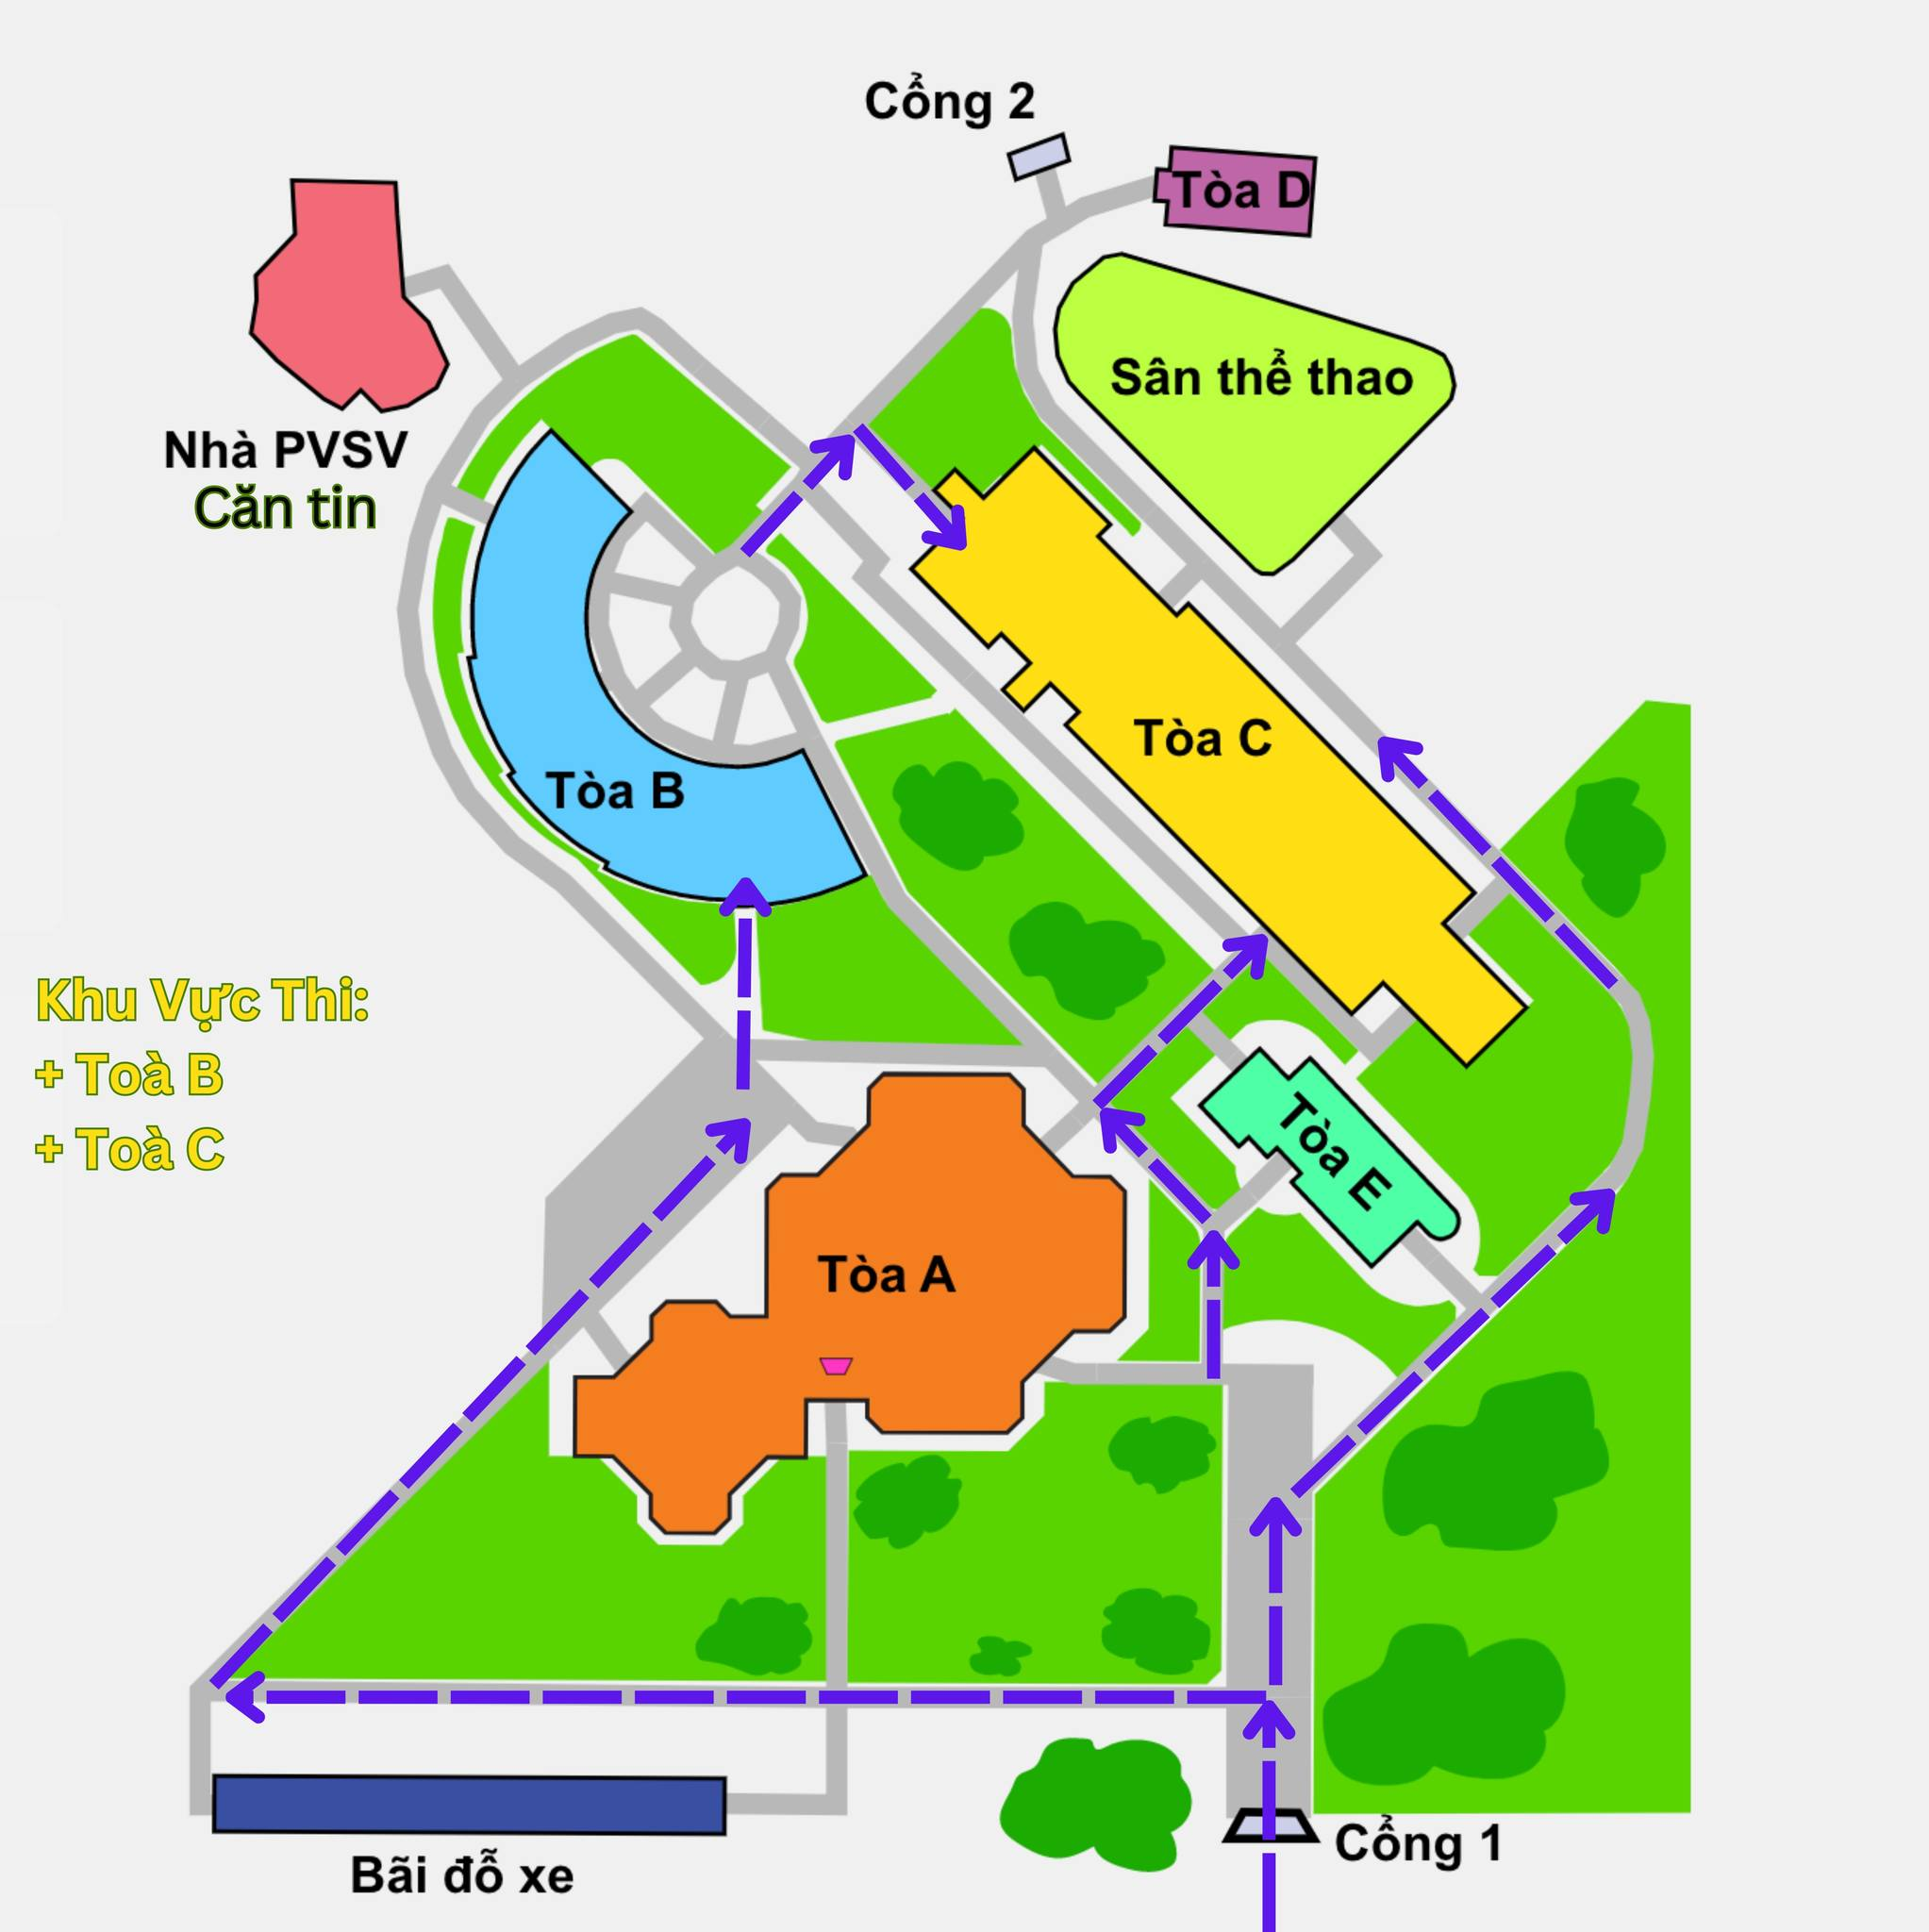 Cổng 2
Tòa D
Sân thể thao
Nhà PVSV
Căn tin
Tòa C
Tòa B
Khu Vực Thi:
+ Toà B
+ Toà C
Tòa E
Tòa A
Cổng 1
Bãi đỗ xe